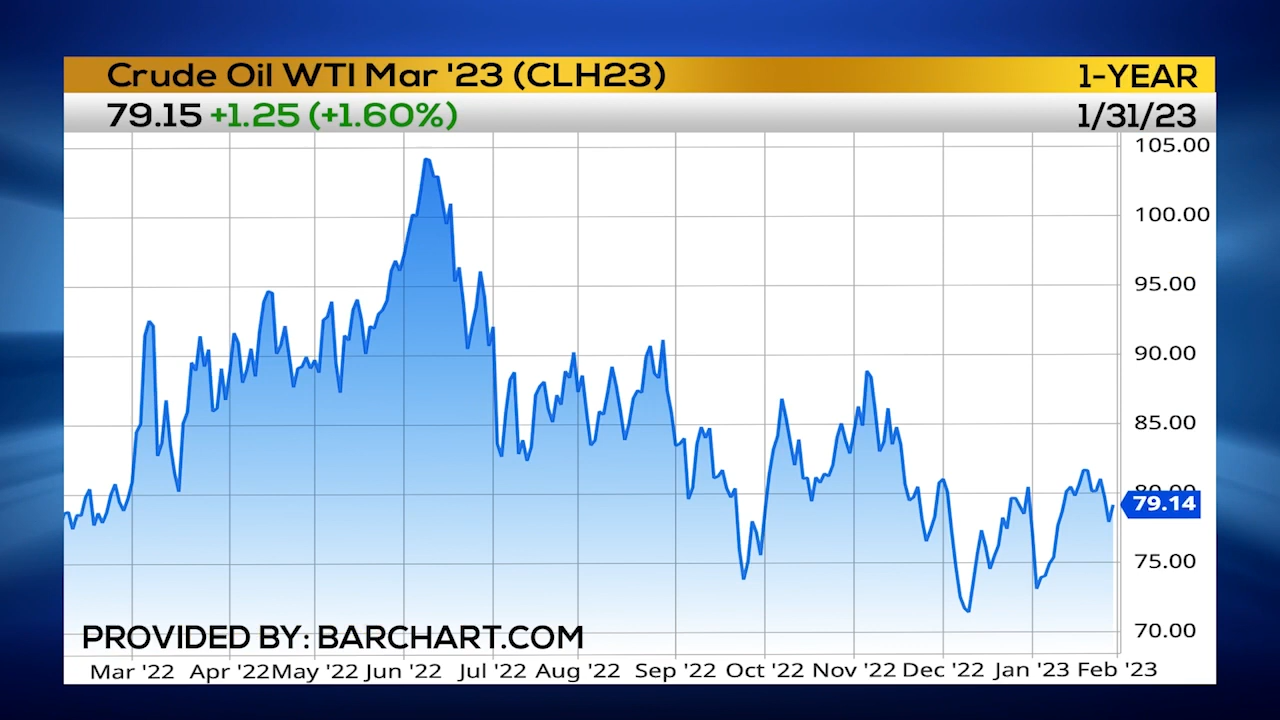 Crude Oil WTI Mar '23 (CLH23) 1-YEAR
79.15 +1.25 (+1.60%) 1/31/23
105.00
100.00
95.00
90.00
85.00
80.00
79.14
75.00
70.00
PROVIDED BY: BARCHART.COM
Mar '22 Apr '22 May '22 Jun '22 Jul '22 Aug '22 Sep '22 Oct '22 Nov '22 Dec '22 Jan '23 Feb '23